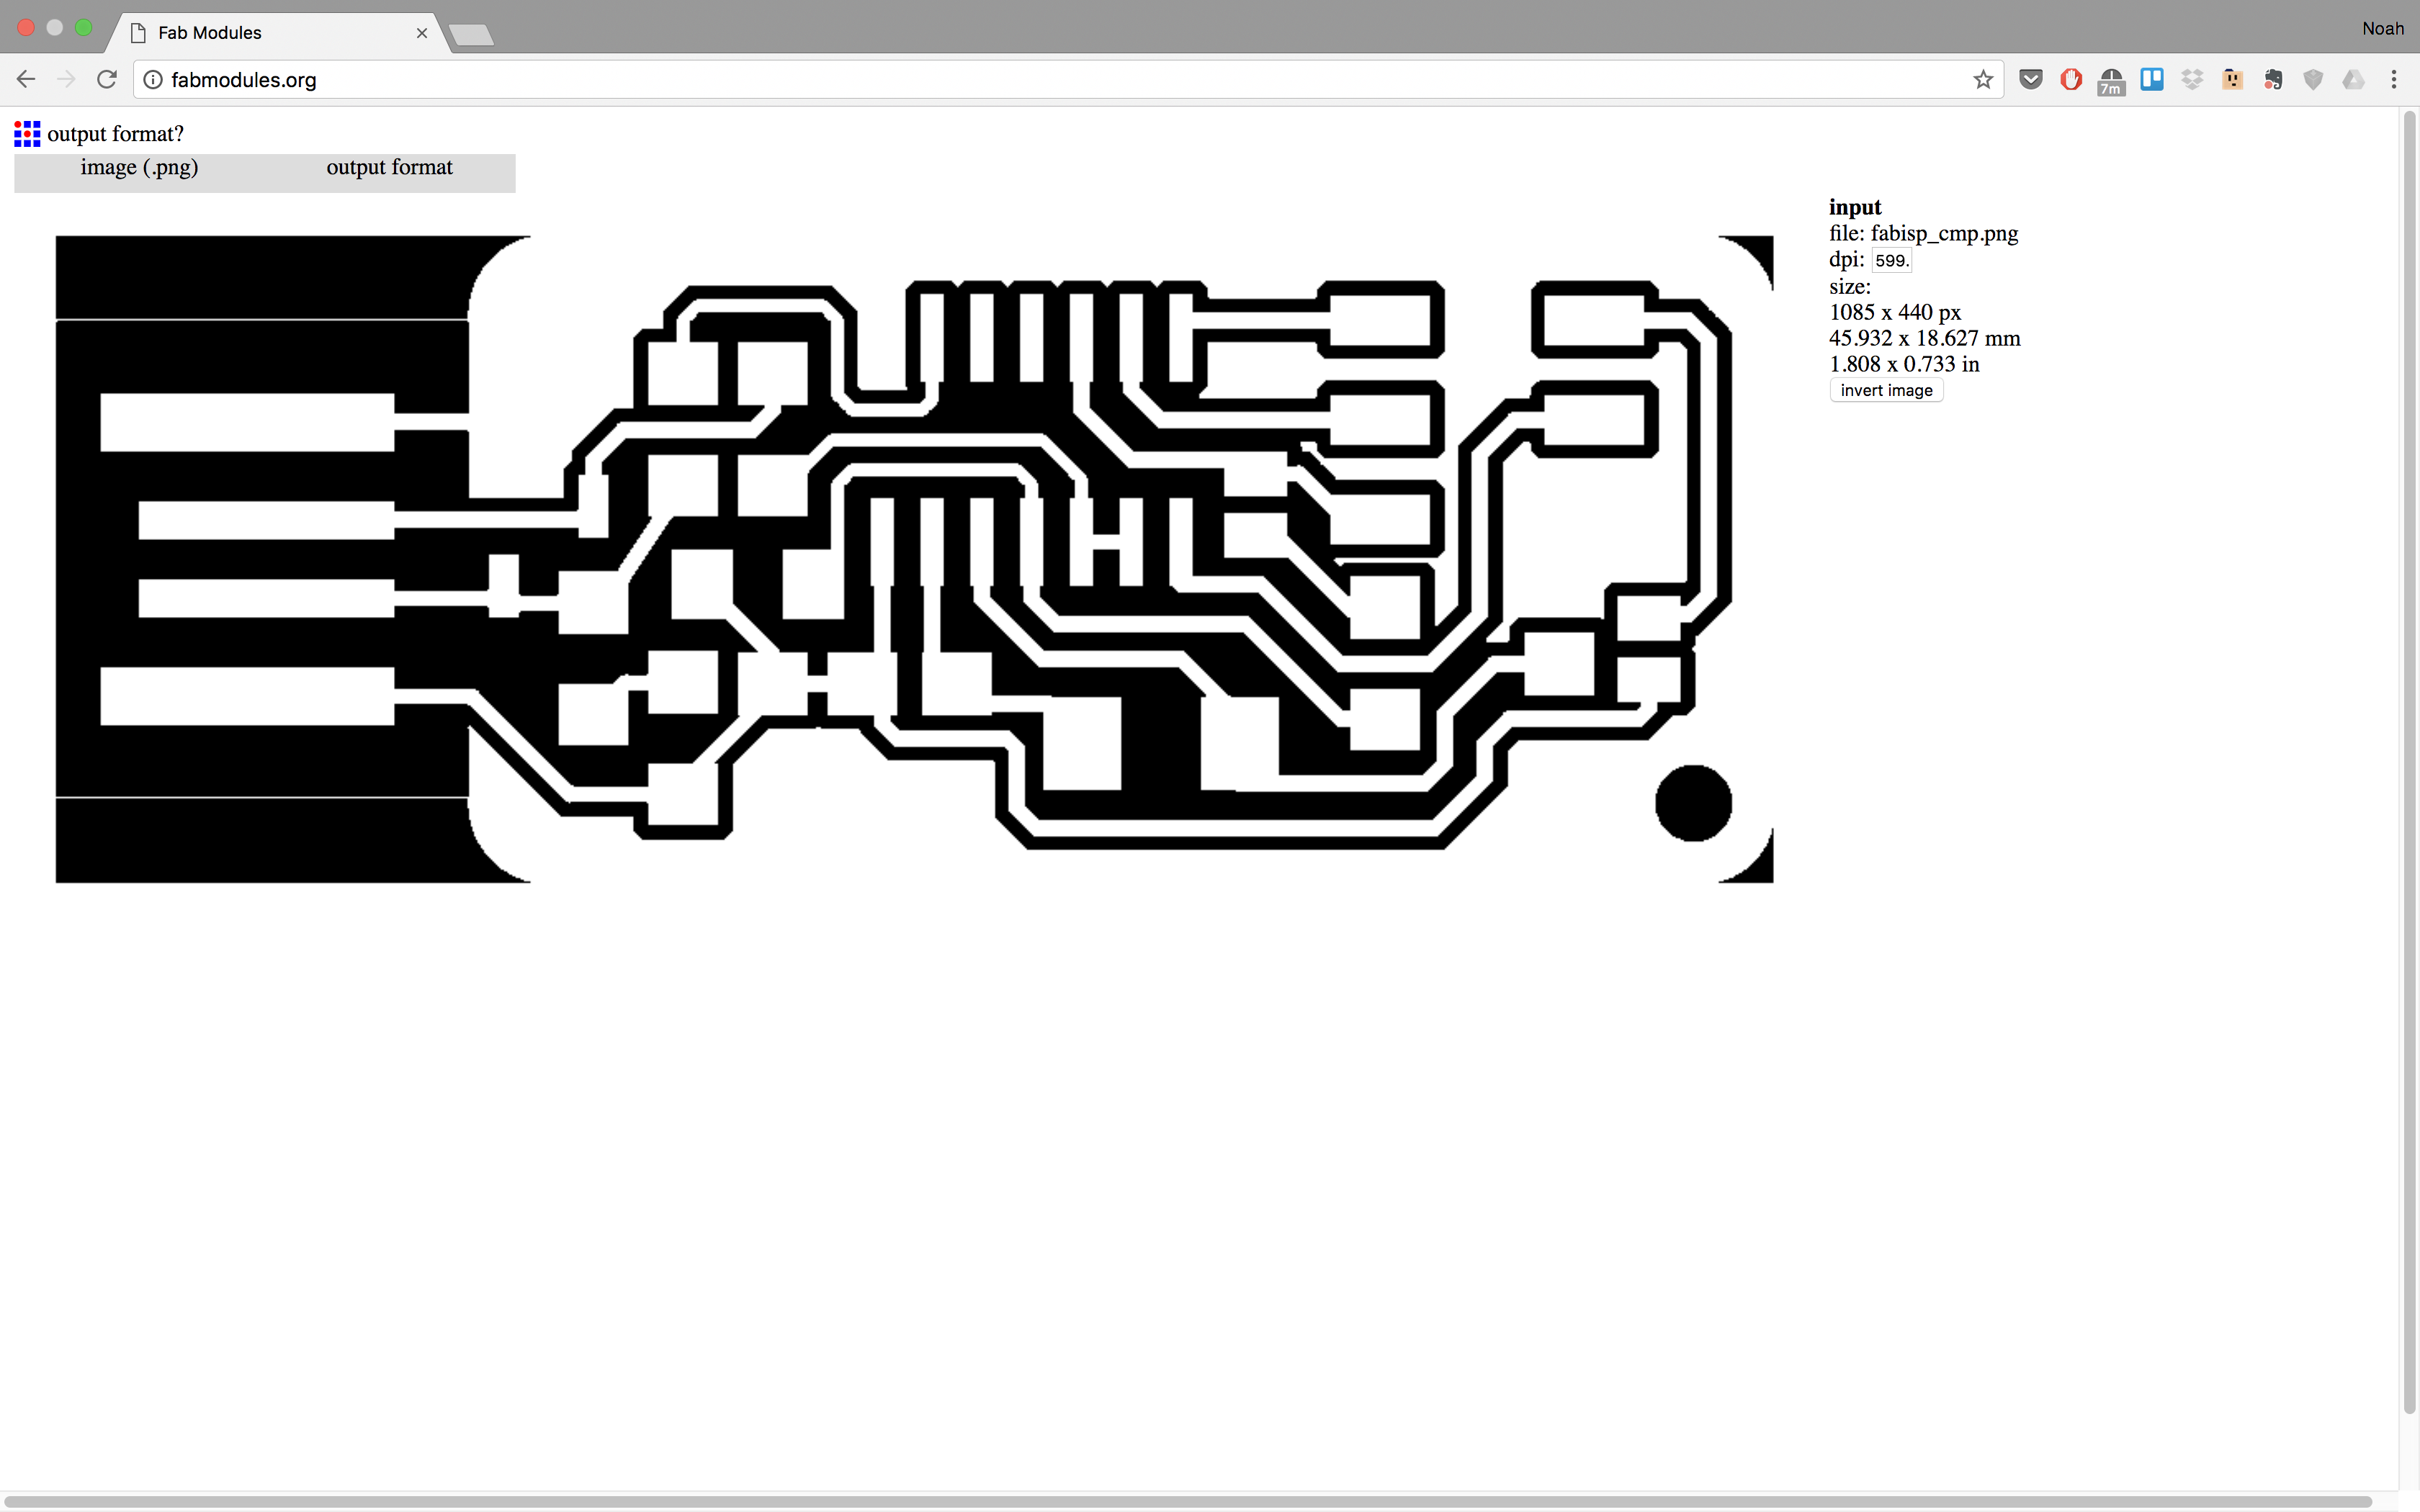 Fab Modules
Noah
fabmodules.org
7m
output format?
image (.png) output format
input
file: fabisp_cmp.png
dpi: 599.
size:
1085 x 440 px
45.932 x 18.627 mm
1.808 x 0.733 in
invert image